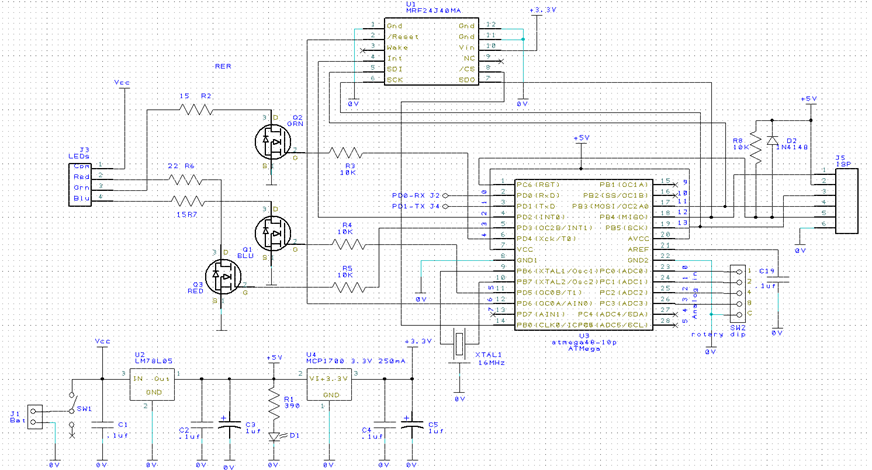 U1
MRF24J40MA
+3.3V
1 Gnd Gnd 12
2 /Reset Gnd 11
3 Wake Vin 10
4 Int NC 9
5 SDI /CS 8
6 SCK SDO 7
0V
0V
RER
Vcc
15 R2
Q2
GRN
J3
LEDs
Con 1
Red 2
Grn 3
Blu 4
22 R6
15R7
R3
10K
R4
10K
R5
10K
Q1
BLU
Q3
RED
PD0-RX J2
PD1-TX J4
+5V
+5V
R8
10K
D2
1N4148
J5
ISP
1
2
3
4
5
6
0V
1 PC6(RST) PB1(OC1A) 15 9
2 PD0(RxD) PB2(SS/OC1B) 16 10
3 PD1(TxD) PB3(MOSI/OC2A) 17 11
4 PD2(INT0) PB4(MISO) 18 12
5 PD3(OC2B/INT1) PB5(SCK) 19 13
6 PD4(Xck/T0) AVCC 20
7 VCC AREF 21
8 GND1 GND2 22
9 PB6(XTAL1/Osc1) PC0(ADC0) 23
10 PB7(XTAL2/Osc2) PC1(ADC1) 24
11 PD5(OC0B/T1) PC2(ADC2) 25
12 PD6(OC0A/AIN0) PC3(ADC3) 26
13 PD7(AIN1) PC4(ADC4/SDA) 27
14 PB0(CLK0/ICP1) PC5(ADC5/SCL) 28
Analog in
U3
atmega48-10p
ATMega
0V
XTAL1
16MHz
0V
1
2
4
8
C
SW2
rotary dip
0V
C19
.1uf
0V
Vcc
U2
LM78L05
3 IN Out 1
GND
2
+5V
U4
MCP1700 3.3V 250mA
2 VI +3.3V 3
GND
1
+3.3V
J1
Bat
SW1
C1
.1uf
C2
.1uf
C3
1uf
R1
390
D1
C4
.1uf
C5
1uf
0V
0V
0V
0V
0V
0V
0V
0V
0V